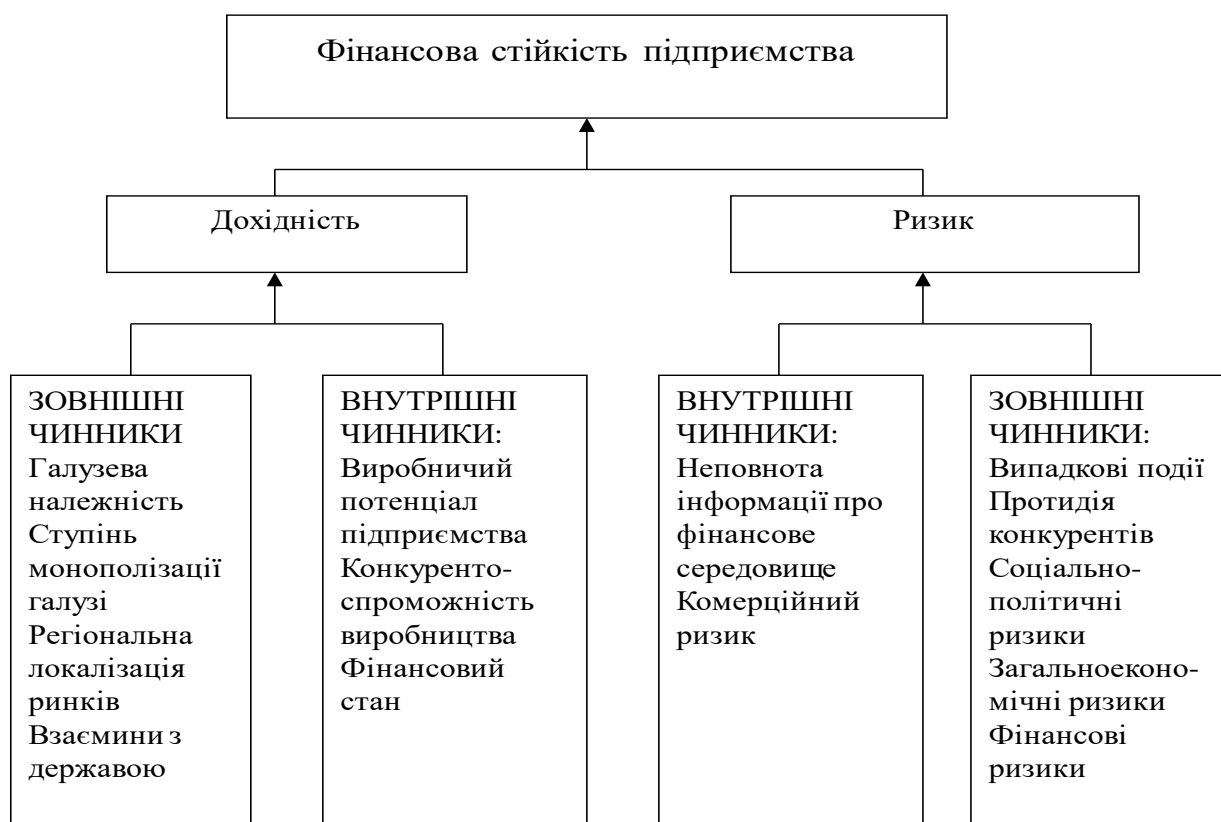 Фінансова стійкість підприємства
Дохідність
Ризик
ЗОВНІШНІ
ЧИННИКИ
Галузева
належність
Ступінь
монополізації
галузі
Регіональна
локалізація
ринків
Взаємини з
державою
ВНУТРІШНІ
ЧИННИКИ:
Виробничий
потенціал
підприємства
Конкуренто-
спроможність
виробництва
Фінансовий
стан
ВНУТРІШНІ
ЧИННИКИ:
Неповнота
інформації про
фінансове
середовище
Комерційний
ризик
ЗОВНІШНІ
ЧИННИКИ:
Випадкові події
Протидія
конкурентів
Соціально-
політичні
ризики
Загальноеконо-
мічні ризики
Фінансові
ризики